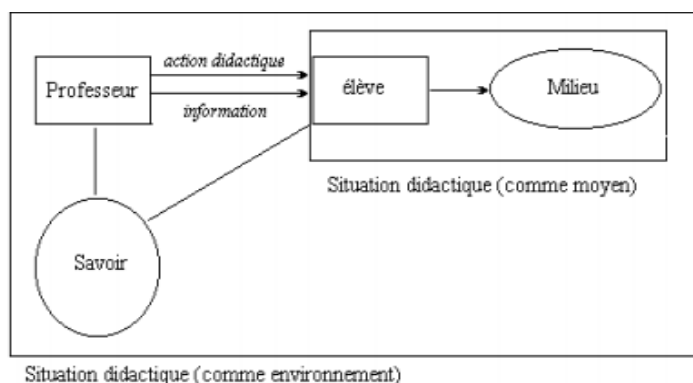 action didactique
Professeur
information
élève
Milieu
Situation didactique (comme moyen)
Savoir
Situation didactique (comme environnement)